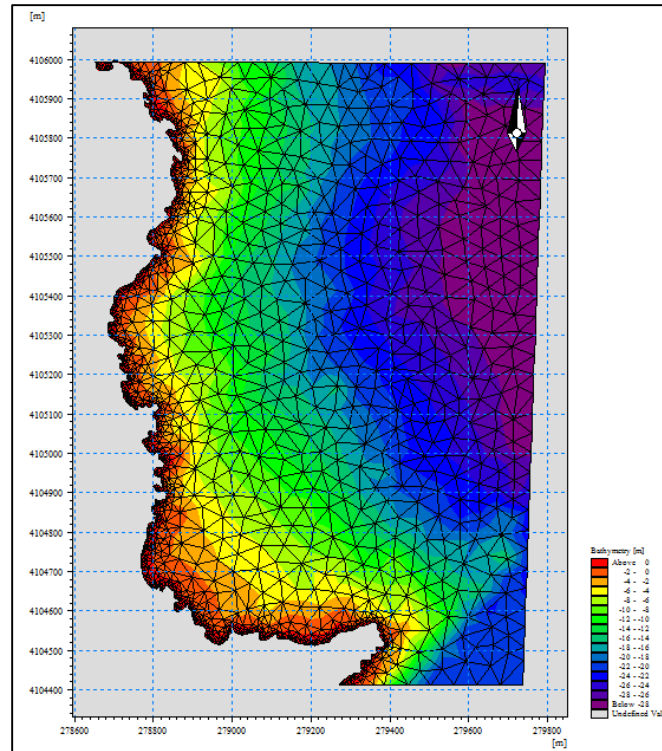 [m]
4106000
4105900
4105800
4105700
4105600
4105500
4105400
4105300
4105200
4105100
4105000
4104900
4104800
4104700
4104600
4104500
4104400
278600 278800 279000 279200 279400 279600 279800
[m]
Bathymetry [m]
Above 0
-2 - 0
-4 - -2
-6 - -4
-8 - -6
-10 - -8
-12 - -10
-14 - -12
-16 - -14
-18 - -16
-20 - -18
-22 - -20
-24 - -22
-26 - -24
-28 - -26
Below -28
Undefined Val